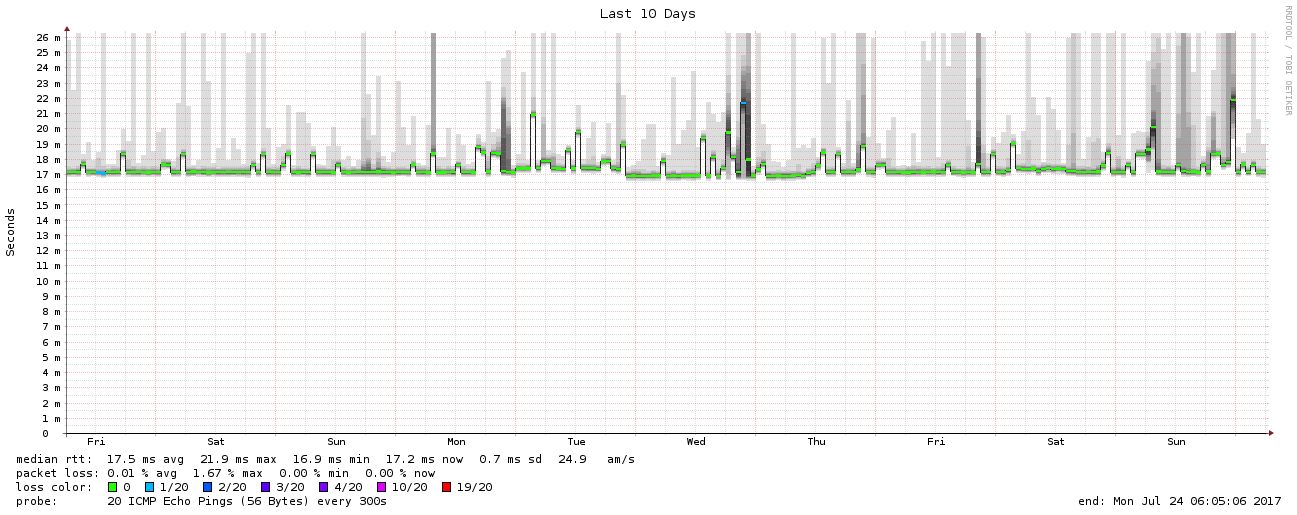 Last 10 Days
RRDTOOL / TOBI OETIKER
Seconds
26 m
25 m
24 m
23 m
22 m
21 m
20 m
19 m
18 m
17 m
16 m
15 m
14 m
13 m
12 m
11 m
10 m
9 m
8 m
7 m
6 m
5 m
4 m
3 m
2 m
1 m
0
Fri Sat Sun Mon Tue Wed Thu Fri Sat Sun
median rtt: 17.5 ms avg 21.9 ms max 16.9 ms min 17.2 ms now 0.7 ms sd 24.9 am/s
packet loss: 0.01 % avg 1.67 % max 0.00 % min 0.00 % now
loss color: 0 1/20 2/20 3/20 4/20 10/20 19/20
probe: 20 ICMP Echo Pings (56 Bytes) every 300s end: Mon Jul 24 06:05:06 2017